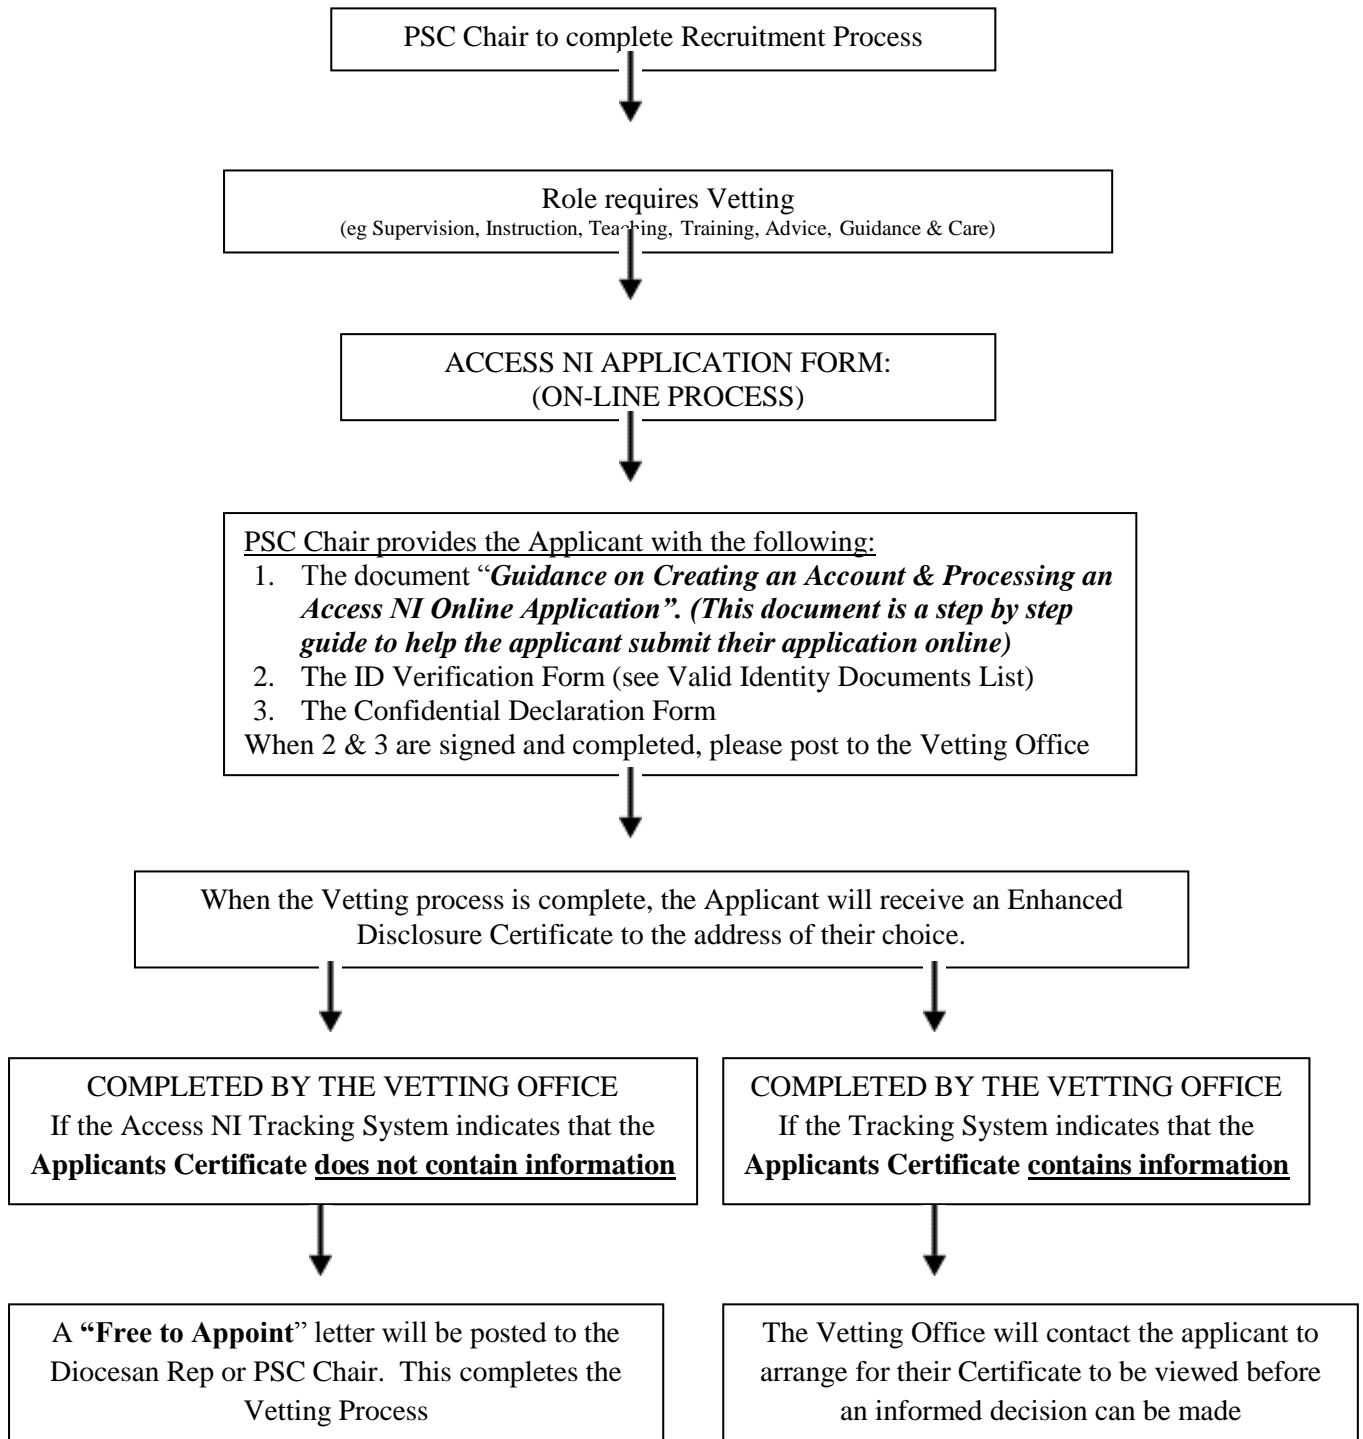 PSC Chair to complete Recruitment Process
Role requires Vetting
(eg Supervision, Instruction, Teaching, Training, Advice, Guidance & Care)
ACCESS NI APPLICATION FORM:
(ON-LINE PROCESS)
PSC Chair provides the Applicant with the following:
1. The document “Guidance on Creating an Account & Processing an
Access NI Online Application”. (This document is a step by step
guide to help the applicant submit their application online)
2. The ID Verification Form (see Valid Identity Documents List)
3. The Confidential Declaration Form
When 2 & 3 are signed and completed, please post to the Vetting Office
When the Vetting process is complete, the Applicant will receive an Enhanced
Disclosure Certificate to the address of their choice.
COMPLETED BY THE VETTING OFFICE
If the Access NI Tracking System indicates that the
Applicants Certificate does not contain information
COMPLETED BY THE VETTING OFFICE
If the Tracking System indicates that the
Applicants Certificate contains information
A “Free to Appoint” letter will be posted to the
Diocesan Rep or PSC Chair. This completes the
Vetting Process
The Vetting Office will contact the applicant to
arrange for their Certificate to be viewed before
an informed decision can be made